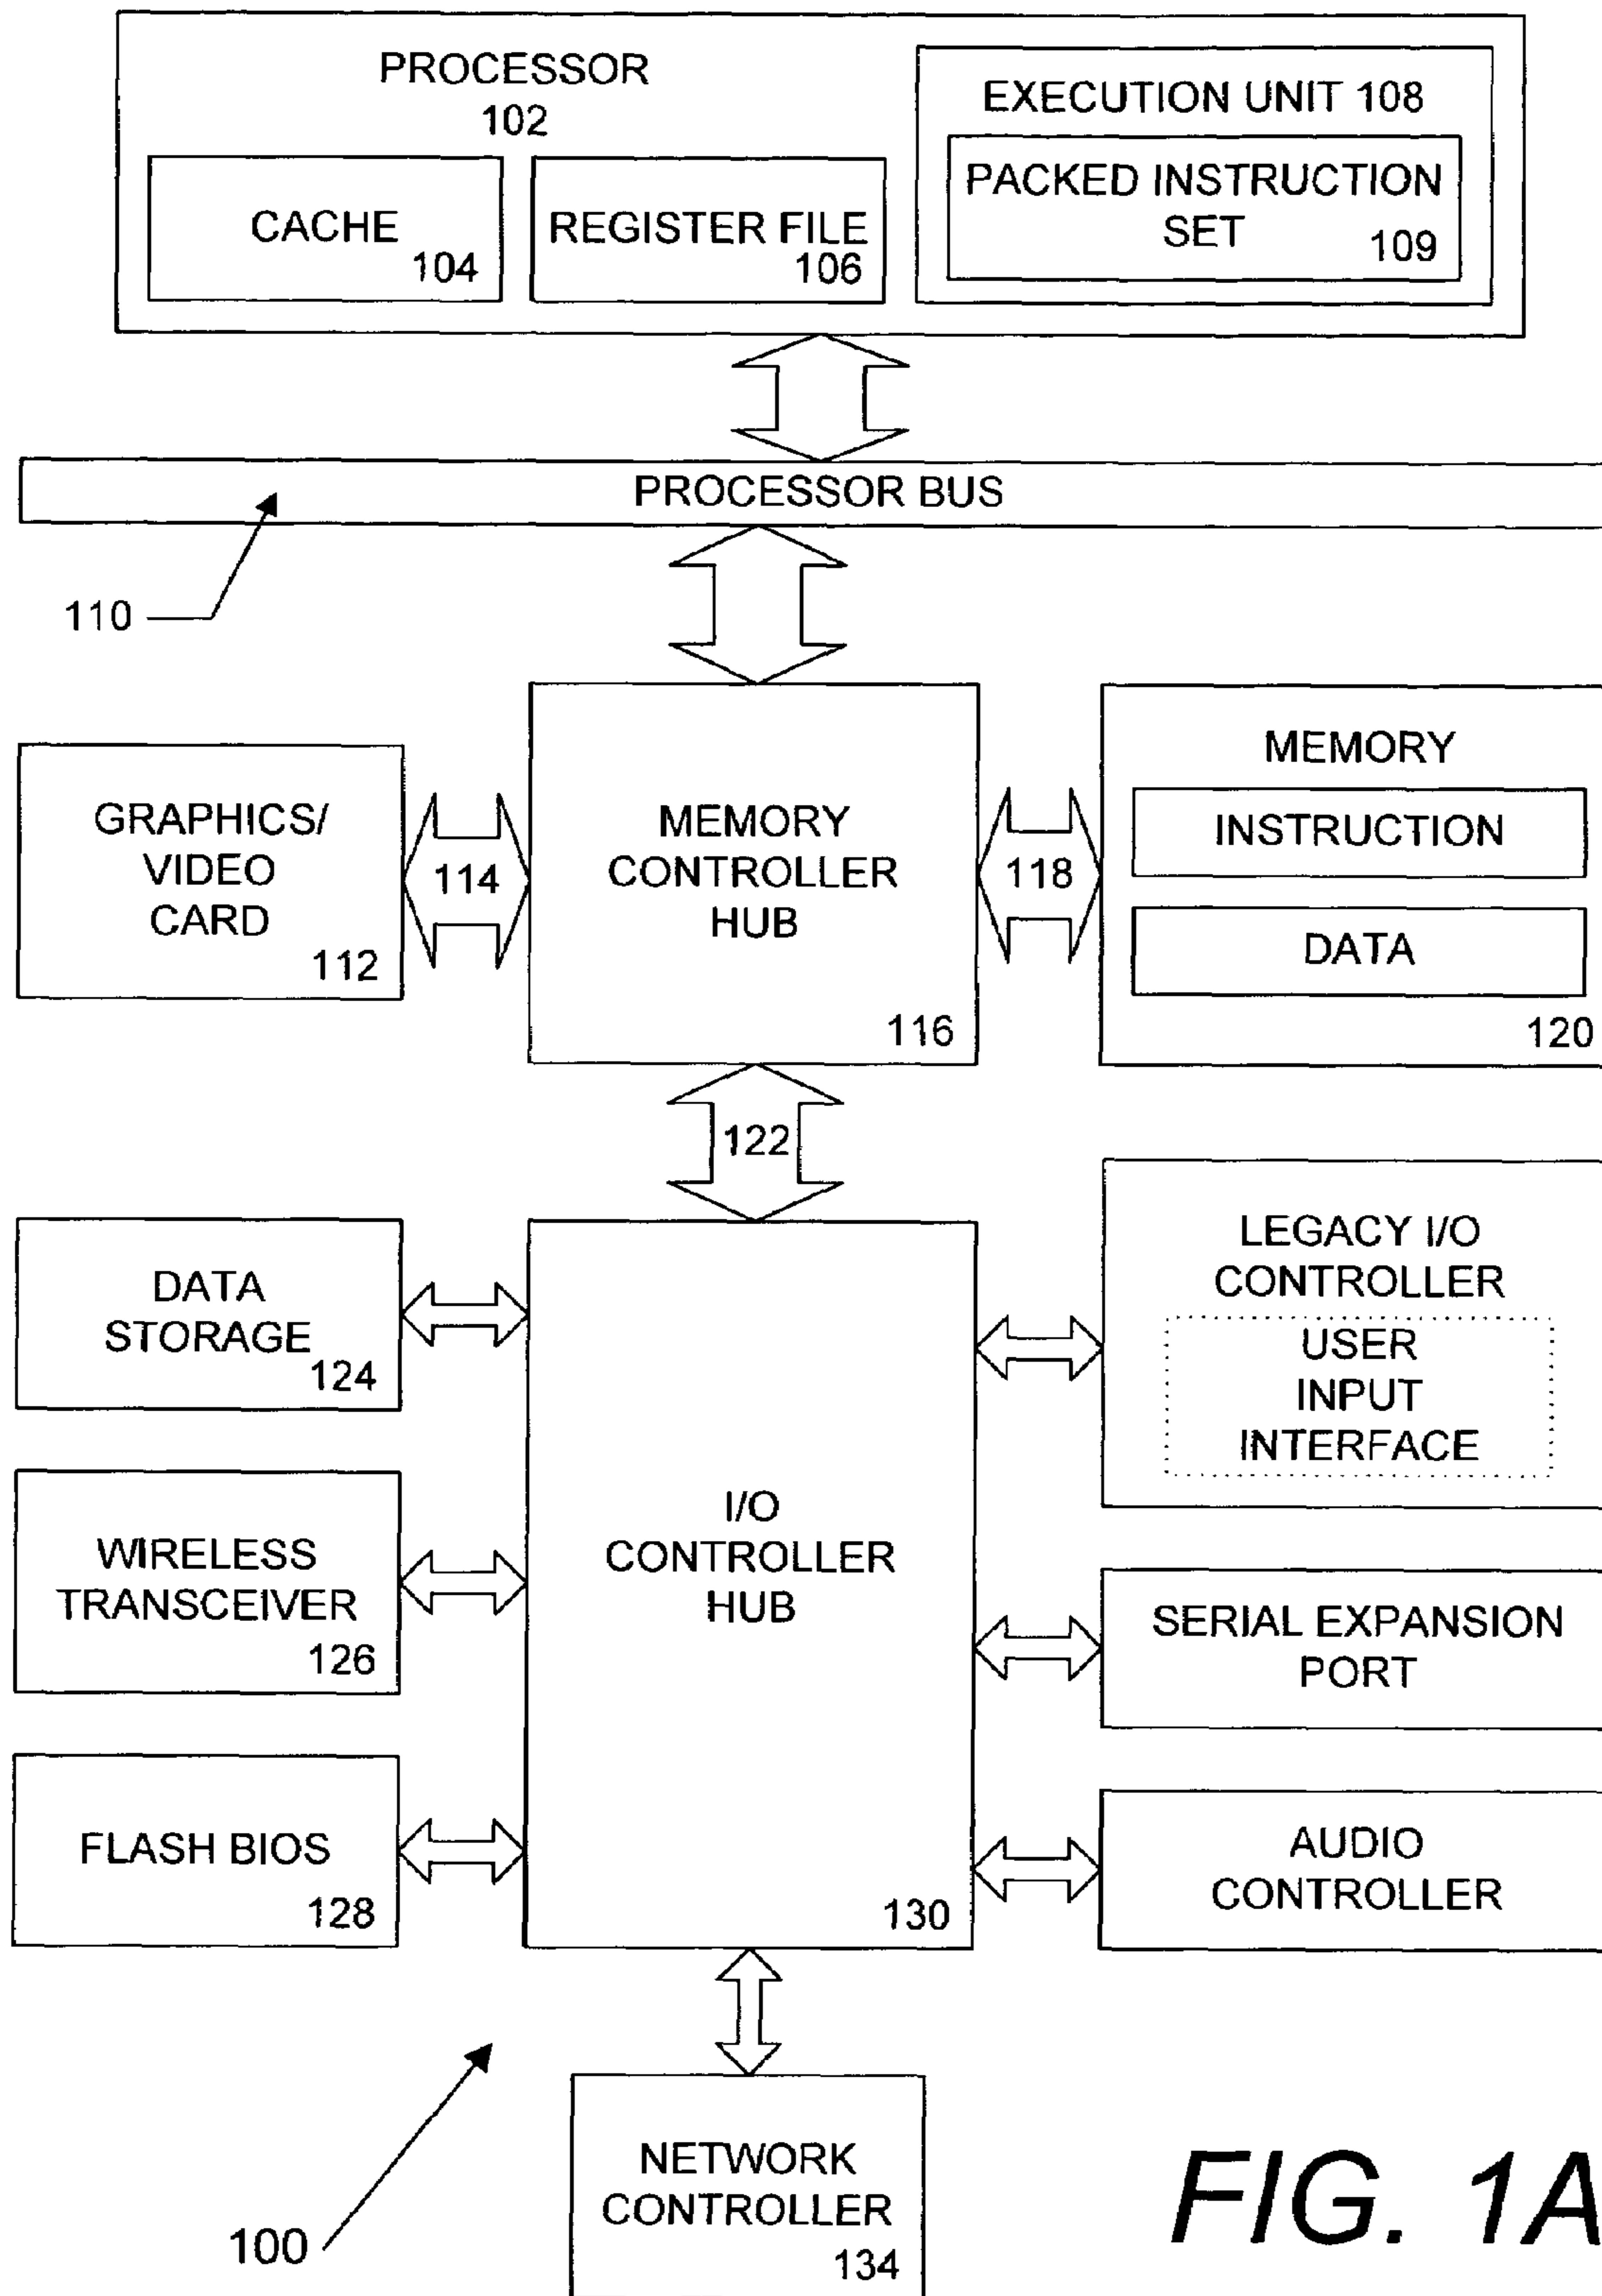 PROCESSOR
102
CACHE
104
REGISTER FILE
106
EXECUTION UNIT 108
PACKED INSTRUCTION
SET
109
PROCESSOR BUS
110
GRAPHICS/
VIDEO
CARD
112
114
MEMORY
CONTROLLER
HUB
116
118
MEMORY
INSTRUCTION
DATA
120
122
DATA
STORAGE
124
WIRELESS
TRANSCEIVER
126
FLASH BIOS
128
I/O
CONTROLLER
HUB
130
LEGACY I/O
CONTROLLER
USER
INPUT
INTERFACE
SERIAL EXPANSION
PORT
AUDIO
CONTROLLER
NETWORK
CONTROLLER
134
100
FIG. 1A